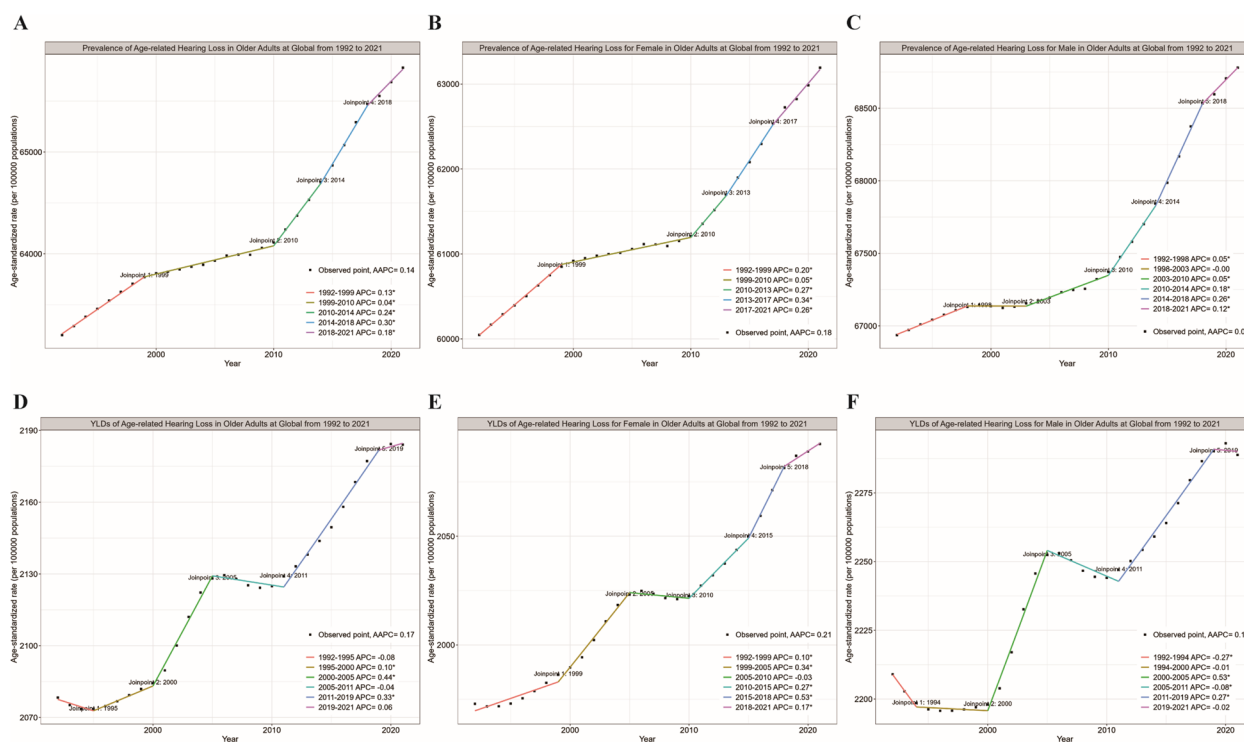 A
Prevalence of Age-related Hearing Loss in Older Adults at Global from 1992 to 2021
Age-standardized rate (per 100000 populations)
65000
64000
Joinpoint 4: 2018
Joinpoint 3: 2014
Joinpoint 2: 2010
Joinpoint 1: 1999
Observed point, AAPC= 0.14
1992-1999 APC= 0.13*
1999-2010 APC= 0.04*
2010-2014 APC= 0.24*
2014-2018 APC= 0.30*
2018-2021 APC= 0.18*
2000
2010
2020
Year
B
Prevalence of Age-related Hearing Loss for Female in Older Adults at Global from 1992 to 2021
Age-standardized rate (per 100000 populations)
63000
62000
61000
60000
Joinpoint 4: 2017
Joinpoint 3: 2013
Joinpoint 2: 2010
Joinpoint 1: 1999
1992-1999 APC= 0.20*
1999-2010 APC= 0.05*
2010-2013 APC= 0.27*
2013-2017 APC= 0.34*
2017-2021 APC= 0.26*
Observed point, AAPC= 0.18
2000
2010
2020
Year
C
Prevalence of Age-related Hearing Loss for Male in Older Adults at Global from 1992 to 2021
Age-standardized rate (per 100000 populations)
68500
68000
67500
67000
Joinpoint 5: 2018
Joinpoint 4: 2014
Joinpoint 3: 2010
Joinpoint 2: 2003
Joinpoint 1: 1998
1992-1998 APC= 0.05*
1998-2003 APC= -0.00
2003-2010 APC= 0.05*
2010-2014 APC= 0.18*
2014-2018 APC= 0.26*
2018-2021 APC= 0.12*
Observed point, AAPC= 0.0
2000
2010
2020
Year
D
YLDs of Age-related Hearing Loss in Older Adults at Global from 1992 to 2021
Age-standardized rate (per 100000 populations)
2190
2160
2130
2100
2070
Joinpoint 5: 2019
Joinpoint 4: 2011
Joinpoint 3: 2005
Joinpoint 2: 2000
Joinpoint 1: 1995
Observed point, AAPC= 0.17
1992-1995 APC= -0.08
1995-2000 APC= 0.10*
2000-2005 APC= 0.44*
2005-2011 APC= -0.04
2011-2019 APC= 0.33*
2019-2021 APC= 0.06
2000
2010
2020
Year
E
YLDs of Age-related Hearing Loss for Female in Older Adults at Global from 1992 to 2021
Age-standardized rate (per 100000 populations)
2050
2000
Joinpoint 5: 2018
Joinpoint 4: 2015
Joinpoint 3: 2010
Joinpoint 2: 2005
Joinpoint 1: 1999
Observed point, AAPC= 0.21
1992-1999 APC= 0.10*
1999-2005 APC= 0.34*
2005-2010 APC= -0.03
2010-2015 APC= 0.27*
2015-2018 APC= 0.53*
2018-2021 APC= 0.17*
2000
2010
2020
Year
F
YLDs of Age-related Hearing Loss for Male in Older Adults at Global from 1992 to 2021
Age-standardized rate (per 100000 populations)
2275
2250
2225
2200
Joinpoint 5: 2019
Joinpoint 4: 2011
Joinpoint 3: 2005
Joinpoint 2: 2000
Joinpoint 1: 1994
Observed point, AAPC= 0.1
1992-1994 APC= -0.27*
1994-2000 APC= -0.01
2000-2005 APC= 0.53*
2005-2011 APC= -0.08*
2011-2019 APC= 0.27*
2019-2021 APC= -0.02
2000
2010
2020
Year